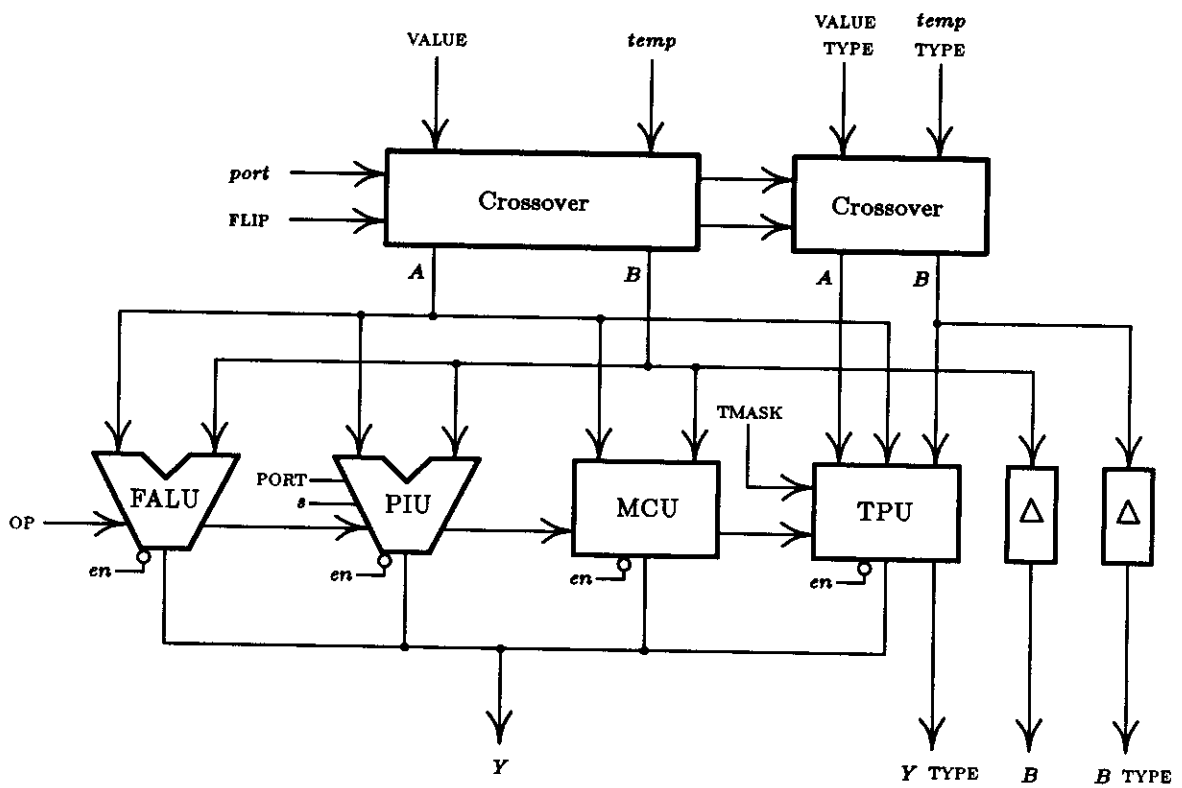 VALUE
temp
VALUE
TYPE
temp
TYPE
port
FLIP
Crossover
Crossover
A
B
A
B
TMASK
PORT
s
OP
FALU
PIU
MCU
TPU
Δ
Δ
en
en
en
en
Y
Y TYPE
B
B TYPE